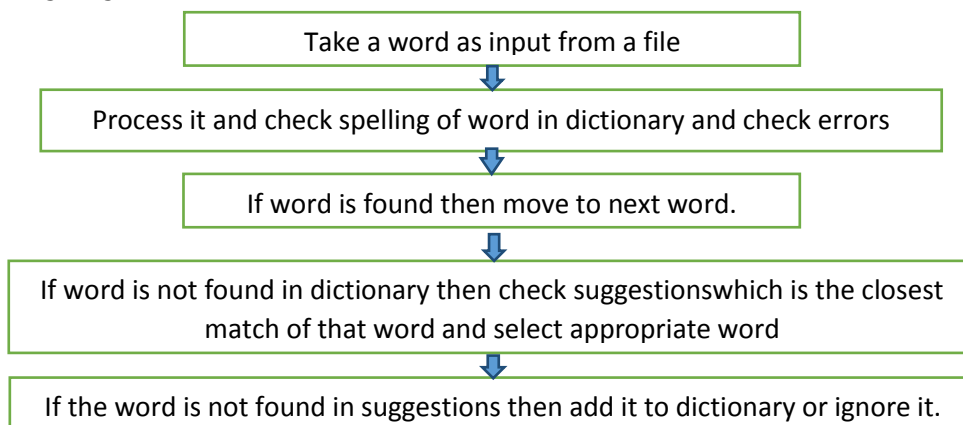 Take a word as input from a file
Process it and check spelling of word in dictionary and check errors
If word is found then move to next word.
If word is not found in dictionary then check suggestionswhich is the closest
match of that word and select appropriate word
If the word is not found in suggestions then add it to dictionary or ignore it.